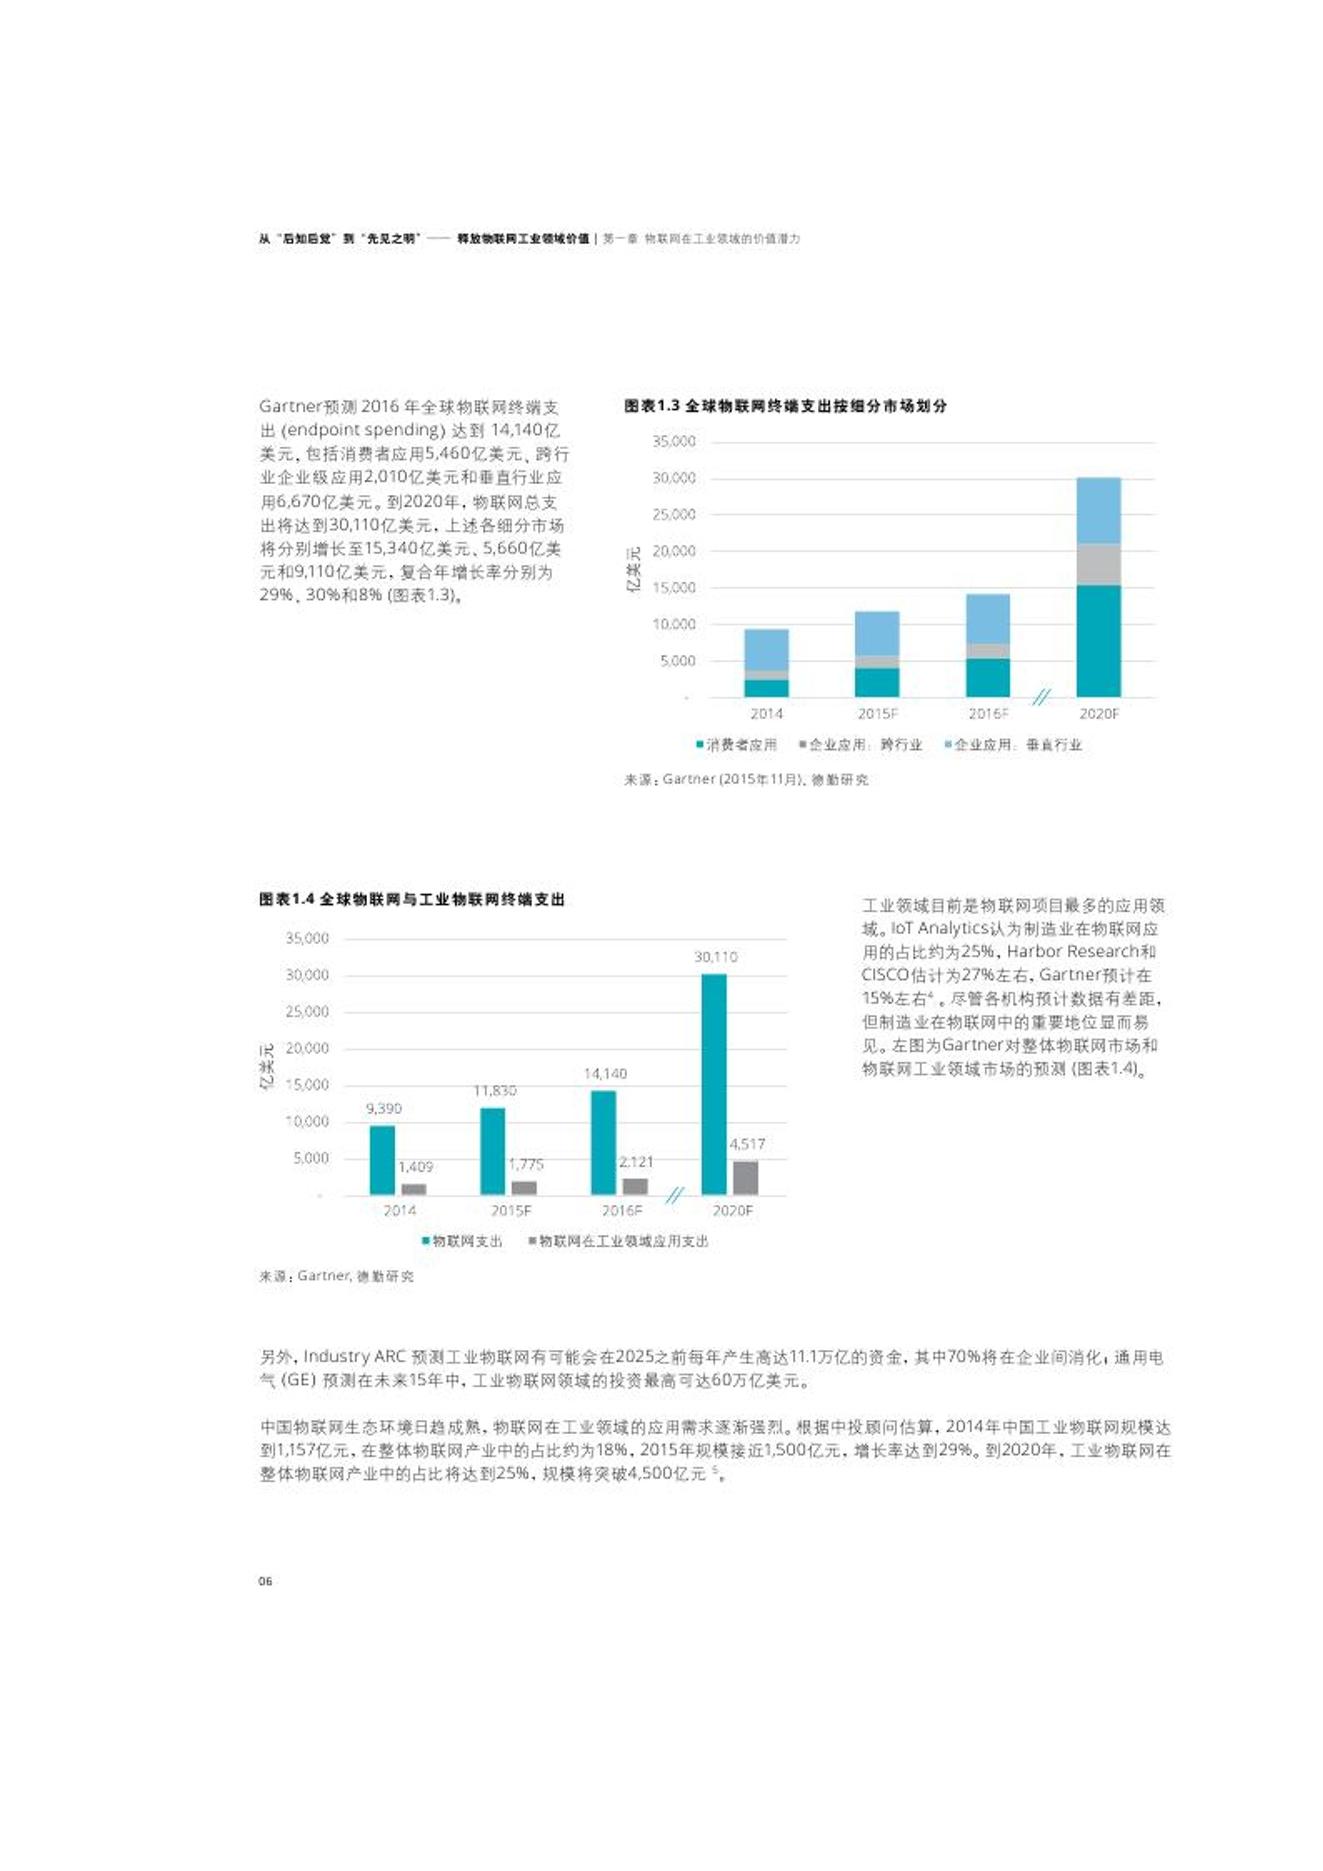 从“后知后觉”到“先见之明”—— 释放物联网工业领域价值 | 第一章 物联网在工业领域的价值潜力
Gartner预测 2016 年全球物联网终端支
出 (endpoint spending) 达到 14,140亿
美元、包括消费者应用5,460亿美元、跨行
业企业级应用2,010亿美元和垂直行业应
用6,670亿美元。到2020年，物联网总支
出将达到30,110亿美元，上述各细分市场
将分别增长至15,340亿美元、5,660亿美
元和9,110亿美元，复合年增长率分别为
29%、30%和8% (图表1.3)。
图表1.3 全球物联网终端支出按细分市场划分
亿美元
35,000
30,000
25,000
20,000
15,000
10,000
5,000
-
2014 2015F 2016F 2020F
消费者应用 企业应用：跨行业 企业应用：垂直行业
来源：Gartner (2015年11月)、德勤研究
图表1.4 全球物联网与工业物联网终端支出
亿美元
35,000
30,000
25,000
20,000
15,000
10,000
5,000
-
9,390 1,409 11,830 1,775 14,140 2,121 30,110 4,517
2014 2015F 2016F 2020F
物联网支出 物联网在工业领域应用支出
来源：Gartner, 德勤研究
工业领域目前是物联网项目最多的应用领
域。IoT Analytics认为制造业在物联网应
用的占比约为25%，Harbor Research和
CISCO估计为27%左右，Gartner预计在
15%左右4 。尽管各机构预计数据有差距，
但制造业在物联网中的重要地位显而易
见。左图为Gartner对整体物联网市场和
物联网工业领域市场的预测 (图表1.4)。
另外，Industry ARC 预测工业物联网有可能会在2025之前每年产生高达11.1万亿的资金，其中70%将在企业间消化；通用电
气 (GE) 预测在未来15年中，工业物联网领域的投资最高可达60万亿美元。
中国物联网生态环境日趋成熟，物联网在工业领域的应用需求逐渐强烈。根据中投顾问估算，2014年中国工业物联网规模达
到1,157亿元，在整体物联网产业中的占比约为18%，2015年规模接近1,500亿元，增长率达到29%。到2020年，工业物联网在
整体物联网产业中的占比将达到25%，规模将突破4,500亿元 5。
06